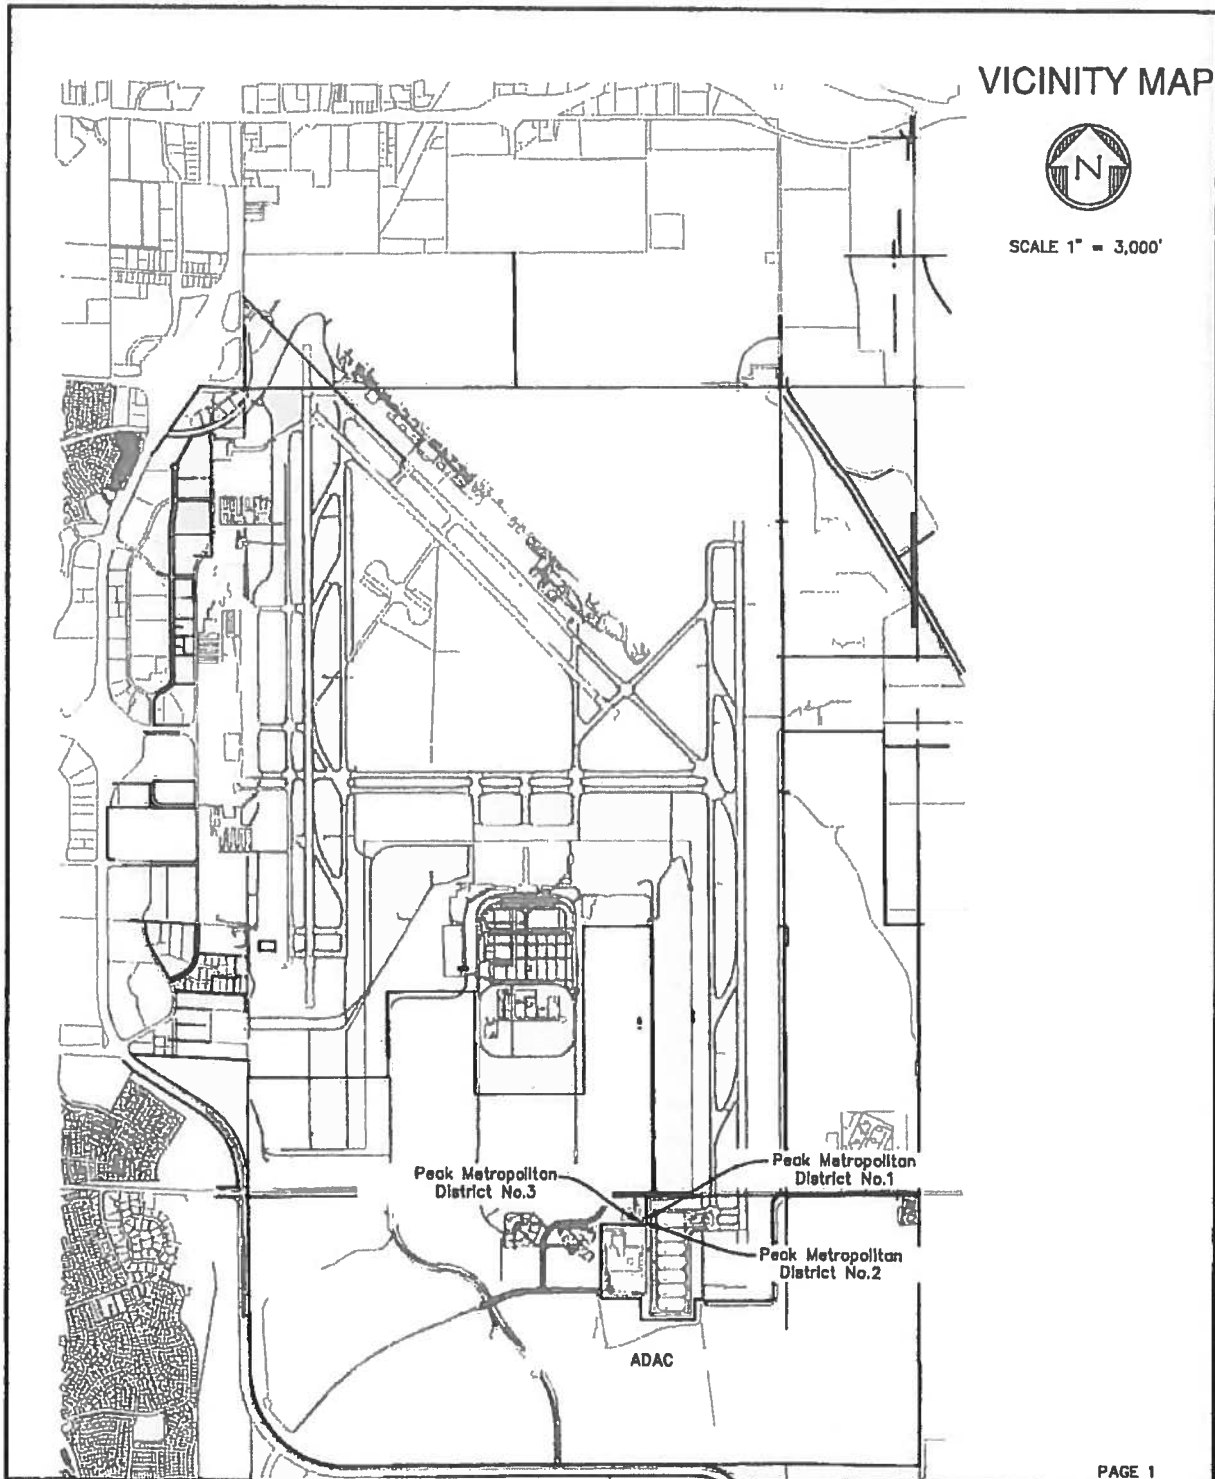 VICINITY MAP
N
SCALE 1" = 3,000'
Peak Metropolitan
District No.3
Peak Metropolitan
District No.1
Peak Metropolitan
District No.2
ADAC
PAGE 1